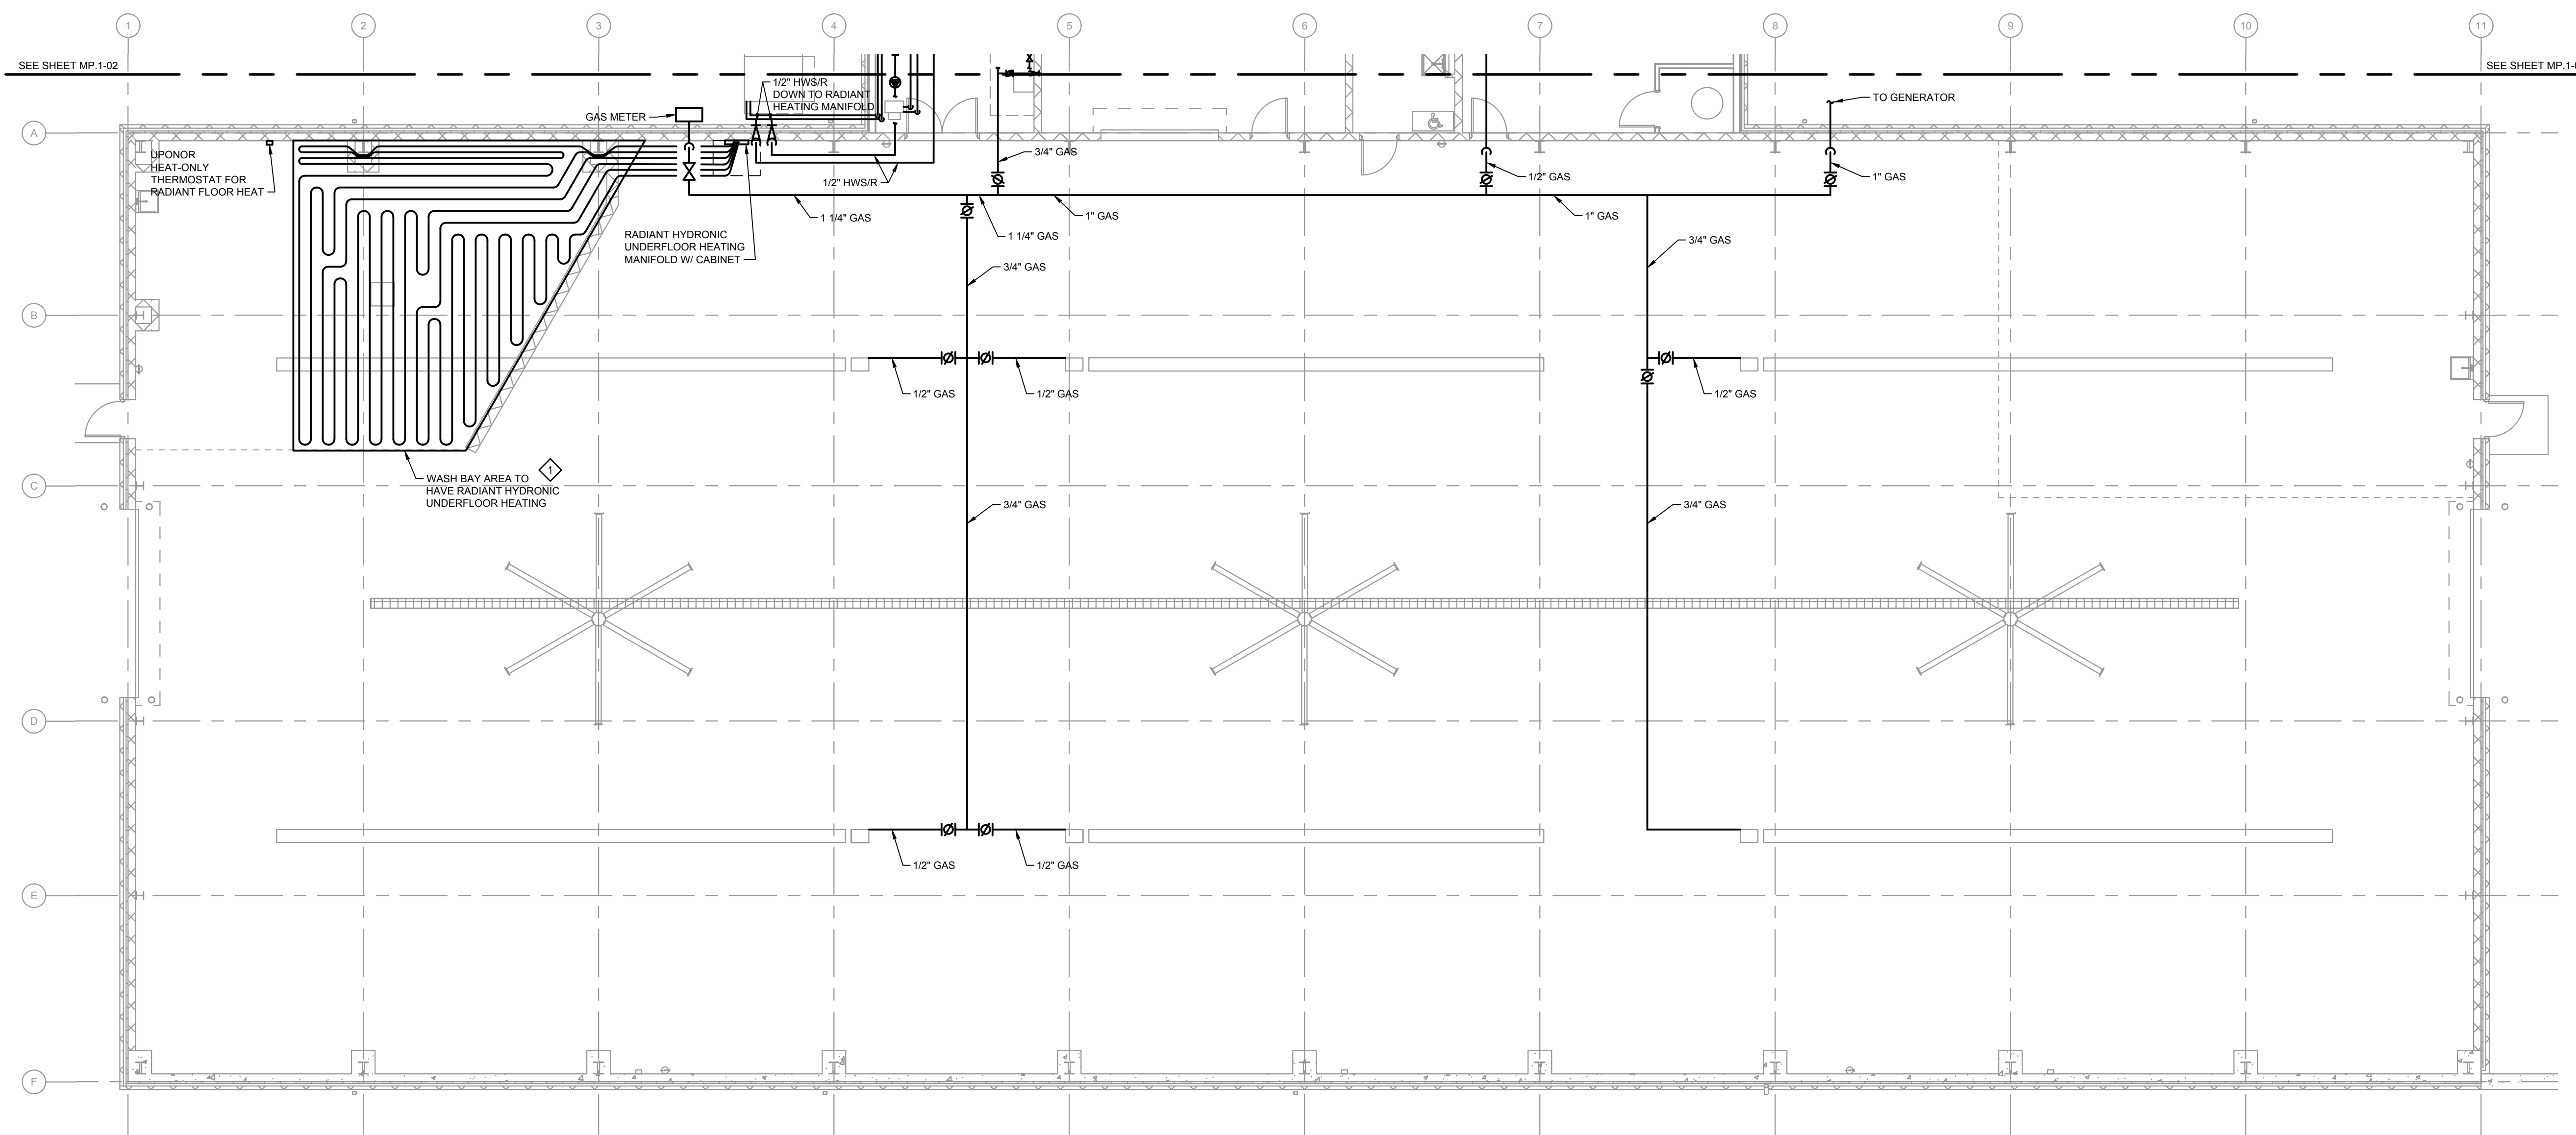 1
2
3
4
5
6
7
8
9
10
11
SEE SHEET MP.1-02
SEE SHEET MP.1-0
A
B
C
D
E
F
UPONOR
HEAT-ONLY
THERMOSTAT FOR
RADIANT FLOOR HEAT
GAS METER
1/2" HWS/R
DOWN TO RADIANT
HEATING MANIFOLD
1/2" HWS/R
3/4" GAS
1/2" GAS
TO GENERATOR
1" GAS
1 1/4" GAS
1 1/4" GAS
1" GAS
1" GAS
RADIANT HYDRONIC
UNDERFLOOR HEATING
MANIFOLD W/ CABINET
3/4" GAS
3/4" GAS
1/2" GAS
1/2" GAS
1/2" GAS
WASH BAY AREA TO
HAVE RADIANT HYDRONIC
UNDERFLOOR HEATING
1
3/4" GAS
3/4" GAS
1/2" GAS
1/2" GAS